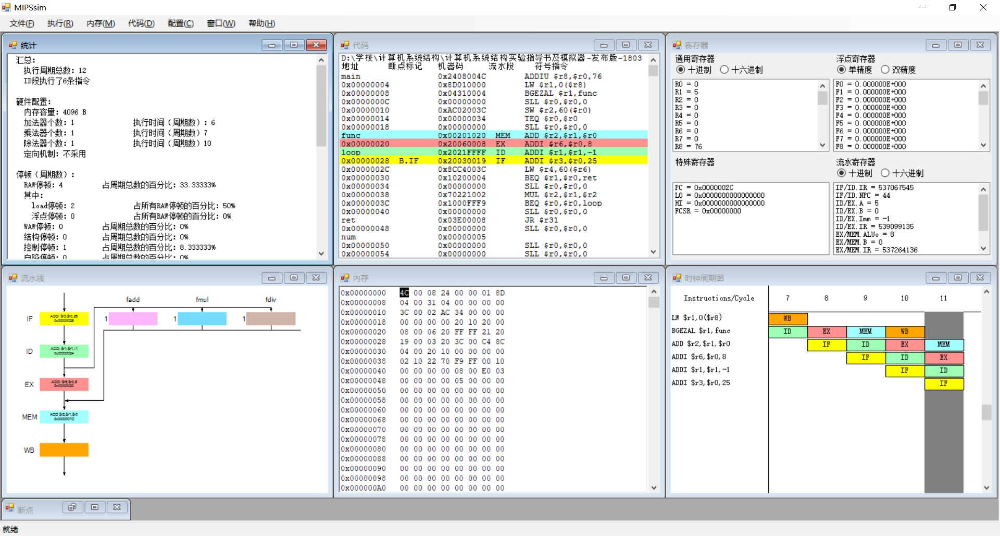 MIPSsim
文件(F) 执行(R) 内存(M) 代码(D) 配置(C) 窗口(W) 帮助(H)
统计
汇总:
执行周期总数: 12
ID段执行了6条指令
硬件配置:
内存容量: 4096 B
加法器个数: 1 执行时间（周期数）: 6
乘法器个数: 1 执行时间（周期数）7
除法器个数: 1 执行时间（周期数）10
定向机制: 不采用
停顿（周期数）:
RAW停顿: 4 占周期总数的百分比: 33.33333%
其中:
load停顿: 2 占所有RAW停顿的百分比: 50%
浮点停顿: 0 占所有RAW停顿的百分比: 0%
WAW停顿: 0 占周期总数的百分比: 0%
结构停顿: 0 占周期总数的百分比: 0%
控制停顿: 1 占周期总数的百分比: 8.333333%
自陷停顿: 0 占周期总数的百分比: 0%
代码
D:\学校\计算机系统结构\计算机系统结构实验指导书及模拟器-发布版-1803
地址 断点标记 机器码 流水段 符号指令
main 0x2408004C ADDIU $r8,$r0,76
0x00000004 0x8D010000 LW $r1,0($r8)
0x00000008 0x04310004 BGEZAL $r1,func
0x0000000C 0x00000000 SLL $r0,$r0,0
0x00000010 0xAC02003C SW $r2,60($r0)
0x00000014 0x00000034 TEQ $r0,$r0
0x00000018 0x00000000 SLL $r0,$r0,0
func 0x00201020 MEM ADD $r2,$r1,$r0
0x00000020 0x20060008 EX ADDI $r6,$r0,8
loop 0x2021FFFF ID ADDI $r1,$r1,-1
0x00000028 B.IF 0x20030019 IF ADDI $r3,$r0,25
0x0000002C 0x8CC4003C LW $r4,60($r6)
0x00000030 0x10200004 BEQ $r1,$r0,ret
0x00000034 0x00000000 SLL $r0,$r0,0
0x00000038 0x70221002 MUL $r2,$r1,$r2
0x0000003C 0x1000FFF9 BEQ $r0,$r0,loop
0x00000040 0x00000000 SLL $r0,$r0,0
ret 0x03E00008 JR $r31
0x00000048 0x00000000 SLL $r0,$r0,0
num 0x00000005
0x00000050 0x00000000 SLL $r0,$r0,0
0x00000054 0x00000000 SLL $r0,$r0,0
寄存器
通用寄存器
十进制 十六进制
R0 = 0
R1 = 5
R2 = 0
R3 = 0
R4 = 0
R5 = 0
R6 = 0
R7 = 0
R8 = 76
浮点寄存器
单精度 双精度
F0 = 0.000000E+000
F1 = 0.000000E+000
F2 = 0.000000E+000
F3 = 0.000000E+000
F4 = 0.000000E+000
F5 = 0.000000E+000
F6 = 0.000000E+000
F7 = 0.000000E+000
F8 = 0.000000E+000
特殊寄存器
PC = 0x0000002C
LO = 0x0000000000000000
HI = 0x0000000000000000
FCSR = 0x00000000
流水寄存器
十进制 十六进制
IF/ID.IR = 537067545
IF/ID.NPC = 44
ID/EX.A = 5
ID/EX.B = 0
ID/EX.Imm = -1
ID/EX.IR = 539099135
EX/MEM.ALUo = 8
EX/MEM.B = 0
EX/MEM.IR = 537264136
流水线
fadd fmul fdiv
IF ADDI $r3,$r0,25 1 1 1
0x00000028
ID ADDI $r1,$r1,-1
0x00000024
EX ADDI $r6,$r0,8
0x00000020
MEM ADD $r2,$r1,$r0
0x0000001C
WB
内存
0x00000000 4C 00 08 24 00 00 01 8D
0x00000008 04 00 31 04 00 00 00 00
0x00000010 3C 00 02 AC 34 00 00 00
0x00000018 00 00 00 00 20 10 20 00
0x00000020 08 00 06 20 FF FF 21 20
0x00000028 19 00 03 20 3C 00 C4 8C
0x00000030 04 00 20 10 00 00 00 00
0x00000038 02 10 22 70 F9 FF 00 10
0x00000040 00 00 00 00 08 00 E0 03
0x00000048 00 00 00 00 05 00 00 00
0x00000050 00 00 00 00 00 00 00 00
0x00000058 00 00 00 00 00 00 00 00
0x00000060 00 00 00 00 00 00 00 00
0x00000068 00 00 00 00 00 00 00 00
0x00000070 00 00 00 00 00 00 00 00
0x00000078 00 00 00 00 00 00 00 00
0x00000080 00 00 00 00 00 00 00 00
0x00000088 00 00 00 00 00 00 00 00
0x00000090 00 00 00 00 00 00 00 00
0x00000098 00 00 00 00 00 00 00 00
0x000000A0 00 00 00 00 00 00 00 00
时钟周期图
Instructions/Cycle 7 8 9 10 11
LW $r1,0($r8) WB
BGEZAL $r1,func ID EX MEM WB
ADD $r2,$r1,$r0 IF ID EX MEM
ADDI $r6,$r0,8 IF ID EX
ADDI $r1,$r1,-1 IF ID
ADDI $r3,$r0,25 IF
断点
就绪